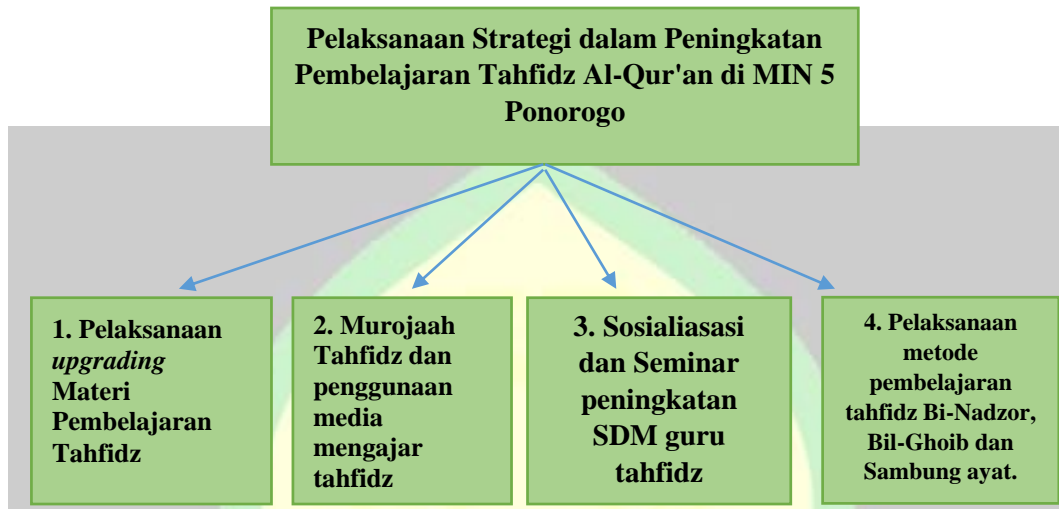 Pelaksanaan Strategi dalam Peningkatan
Pembelajaran Tahfidz Al-Qur'an di MIN 5
Ponorogo
1. Pelaksanaan
upgrading
Materi
Pembelajaran
Tahfidz
2. Murojaah
Tahfidz dan
penggunaan
media
mengajar
tahfidz
3. Sosialiasasi
dan Seminar
peningkatan
SDM guru
tahfidz
4. Pelaksanaan
metode
pembelajaran
tahfidz Bi-Nadzor,
Bil-Ghoib dan
Sambung ayat.